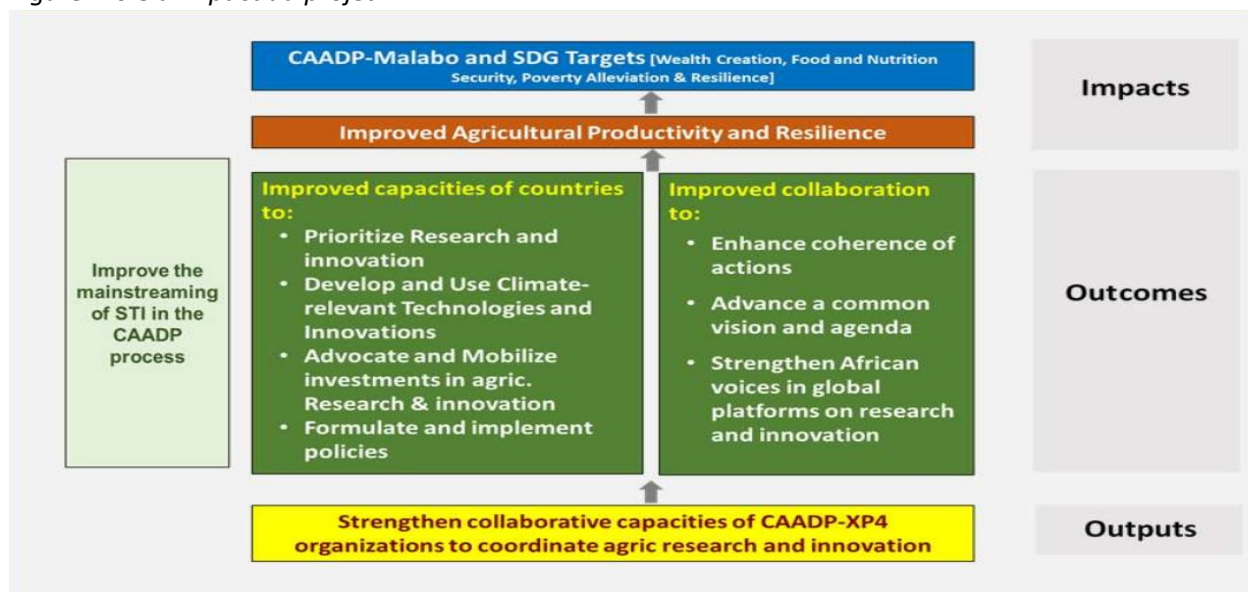 CAADP-Malabo and SDG Targets [Wealth Creation, Food and Nutrition
Security, Poverty Alleviation & Resilience]
Impacts
Improved Agricultural Productivity and Resilience
Improve the
mainstreaming
of STI in the
CAADP
process
Improved capacities of countries
to:
• Prioritize Research and
innovation
• Develop and Use Climate-
relevant Technologies and
Innovations
• Advocate and Mobilize
investments in agric.
Research & innovation
• Formulate and implement
policies
Improved collaboration
to:
• Enhance coherence of
actions
• Advance a common
vision and agenda
• Strengthen African
voices in global
platforms on research
and innovation
Outcomes
Strengthen collaborative capacities of CAADP-XP4
organizations to coordinate agric research and innovation
Outputs